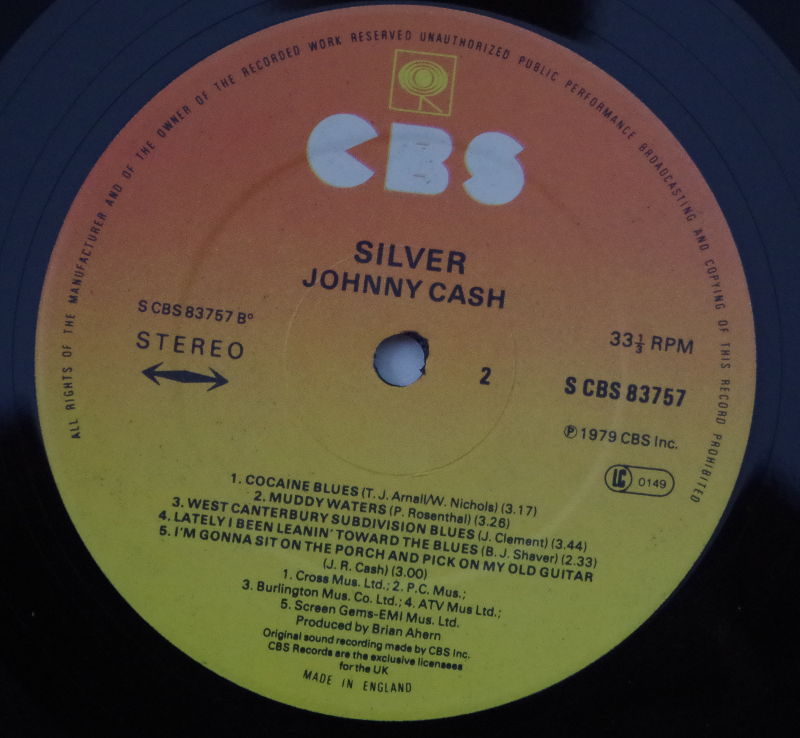 ALL RIGHTS OF THE MANUFACTURER AND OF THE OWNER OF THE RECORDED WORK RESERVED UNAUTHORIZED PUBLIC PERFORMANCE BROADCASTING AND COPYING OF THIS RECORD PROHIBITED
CBS
SILVER
JOHNNY CASH
S CBS 83757 Bº
STEREO
33⅓ RPM
2
S CBS 83757
℗ 1979 CBS Inc.
LC 0149
1. COCAINE BLUES (T. J. Arnall/W. Nichols) (3.17)
2. MUDDY WATERS (P. Rosenthal) (3.26)
3. WEST CANTERBURY SUBDIVISION BLUES (J. Clement) (3.44)
4. LATELY I BEEN LEANIN' TOWARD THE BLUES (B. J. Shaver) (2.33)
5. I'M GONNA SIT ON THE PORCH AND PICK ON MY OLD GUITAR
(J. R. Cash) (3.00)
1. Cross Mus. Ltd.; 2. P.C. Mus.;
3. Burlington Mus. Co. Ltd.; 4. ATV Mus Ltd.;
5. Screen Gems-EMI Mus. Ltd.
Produced by Brian Ahern
Original sound recording made by CBS Inc.
CBS Records are the exclusive licensees
for the UK
MADE IN ENGLAND